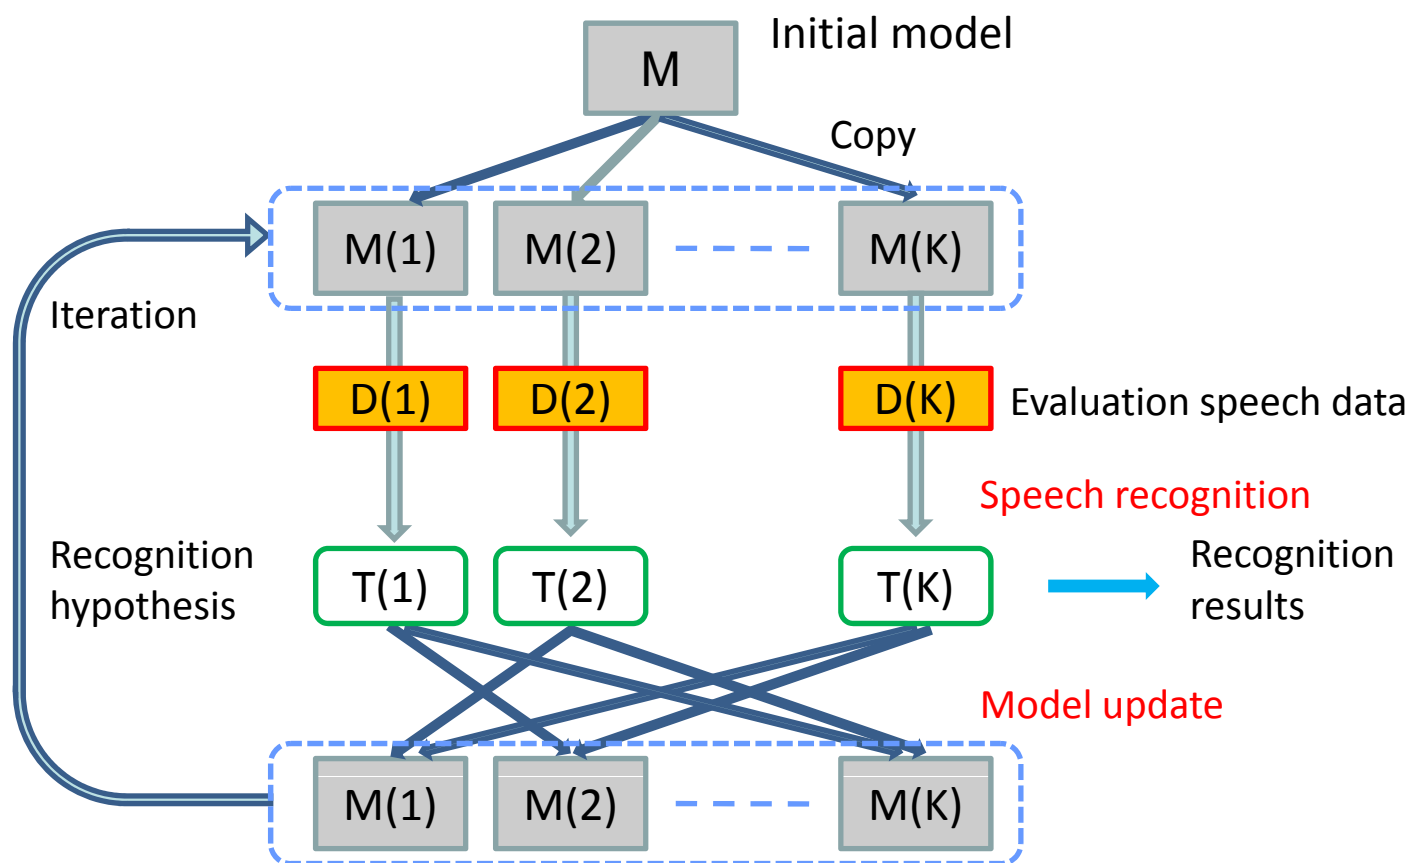 Initial model
M
Copy
M(1) M(2) M(K)
Iteration
D(1) D(2) D(K) Evaluation speech data
Speech recognition
Recognition
hypothesis
T(1) T(2) T(K)
Recognition
results
Model update
M(1) M(2) M(K)